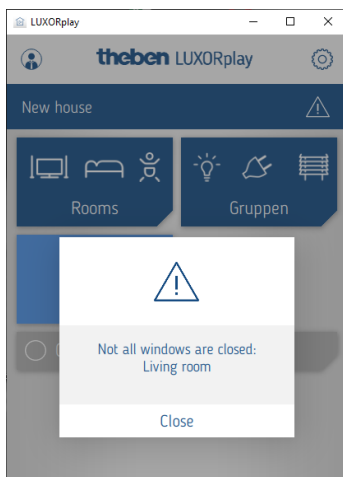 LUXORplay
theben LUXORplay
New house
Rooms
Gruppen
Not all windows are closed:
Living room
Close